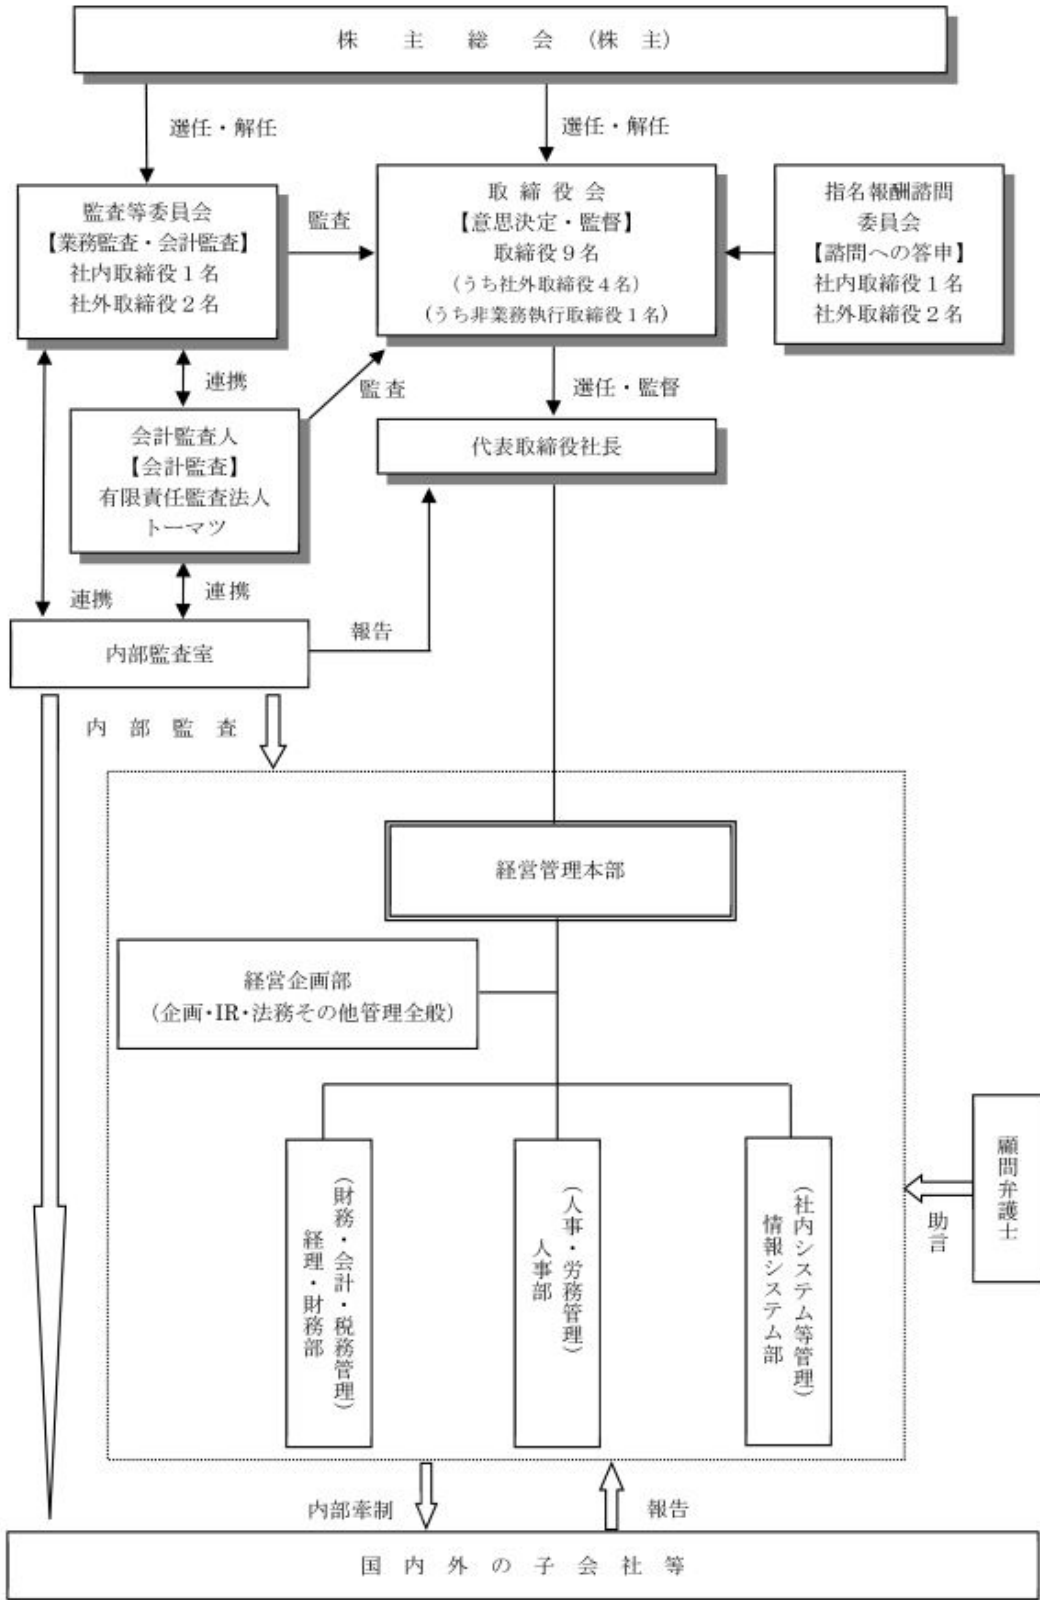 株主総会(株主)
選任・解任
選任・解任
監査等委員会
【業務監査・会計監査】
社内取締役1名
社外取締役2名
監査
取締役会
【意思決定・監督】
取締役9名
(うち社外取締役4名)
(うち非業務執行取締役1名)
指名報酬諮問
委員会
【諮問への答申】
社内取締役1名
社外取締役2名
連携
監査
選任・監督
会計監査人
【会計監査】
有限責任監査法人
トーマツ
代表取締役社長
連携
連携
報告
内部監査室
内部監査
経営管理本部
経営企画部
(企画・IR・法務その他管理全般)
経理・財務部
(財務・会計・税務管理)
人事部
(人事・労務管理)
情報システム部
(社内システム等管理)
顧問弁護士
助言
内部牽制
報告
国内外の子会社等